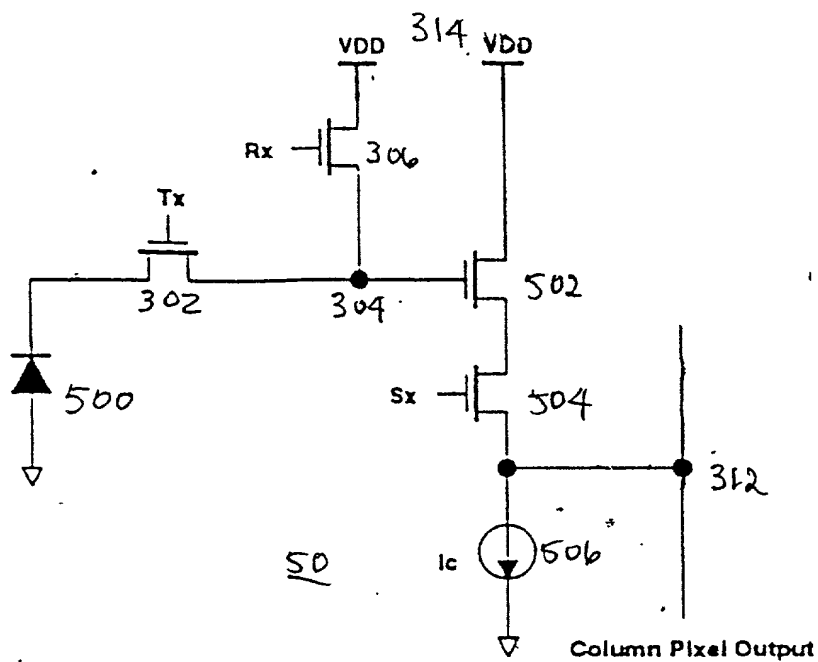 314
VDD
VDD
Rx
306
Tx
302
304
502
500
Sx
504
312
Ic
506
50
Column Pixel Output